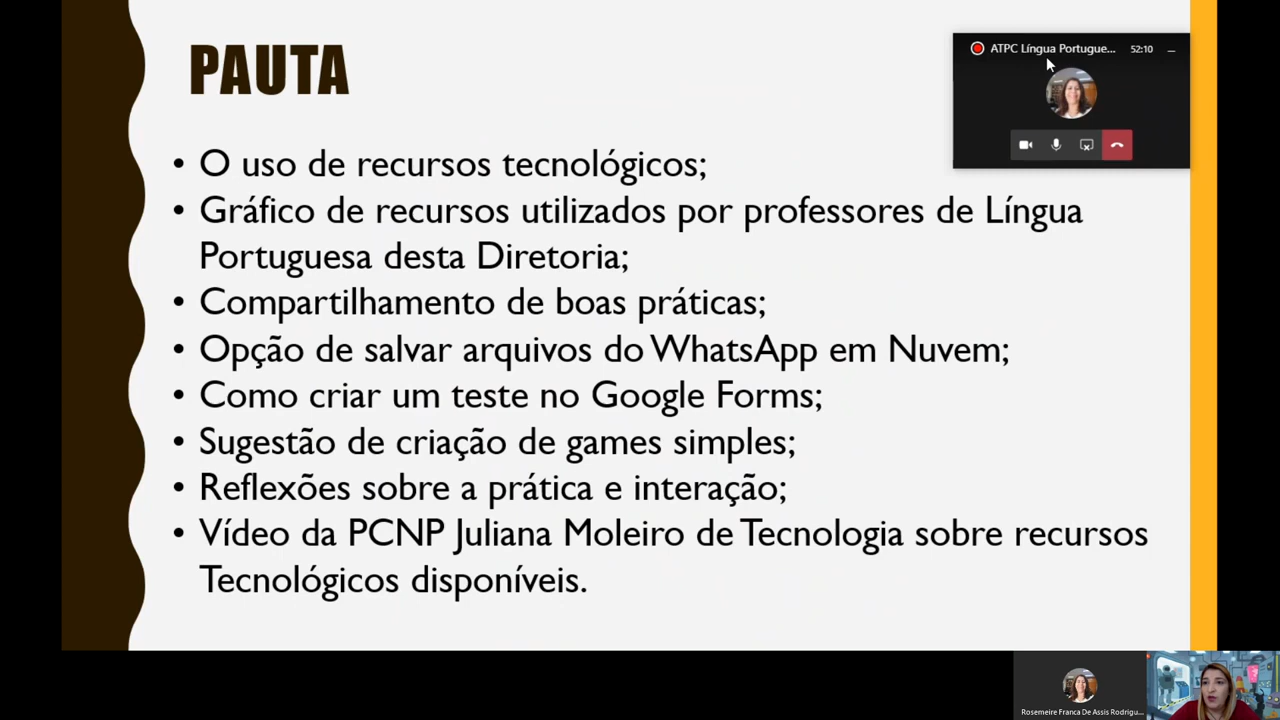 PAUTA
ATPC Língua Portugue... 52:10
• O uso de recursos tecnológicos;
• Gráfico de recursos utilizados por professores de Língua
Portuguesa desta Diretoria;
• Compartilhamento de boas práticas;
• Opção de salvar arquivos do WhatsApp em Nuvem;
• Como criar um teste no Google Forms;
• Sugestão de criação de games simples;
• Reflexões sobre a prática e interação;
• Vídeo da PCNP Juliana Moleiro de Tecnologia sobre recursos
Tecnológicos disponíveis.
Rosemeire Franca De Assis Rodrigu...